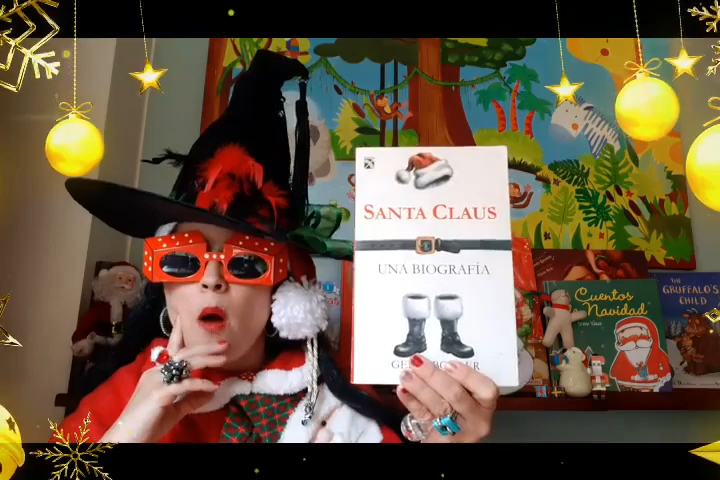 SANTA CLAUS
UNA BIOGRAFÍA
Cuentos
Navidad
THE
GRUFFALO'S
CHILD